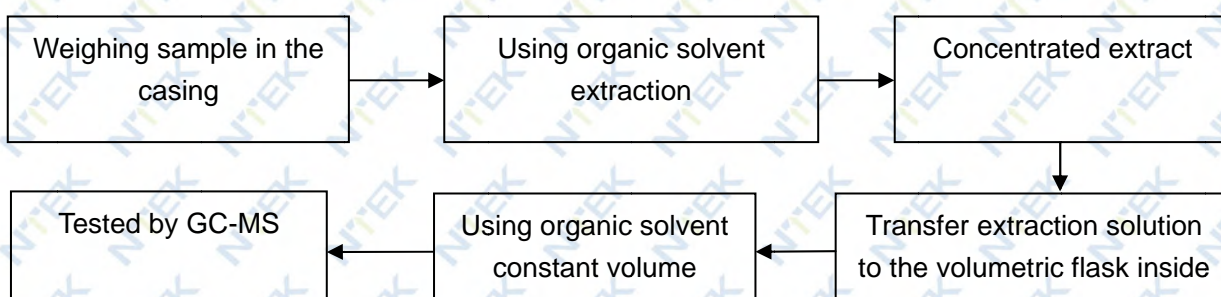 Weighing sample in the
casing
Using organic solvent
extraction
Concentrated extract
Transfer extraction solution
to the volumetric flask inside
Using organic solvent
constant volume
Tested by GC-MS